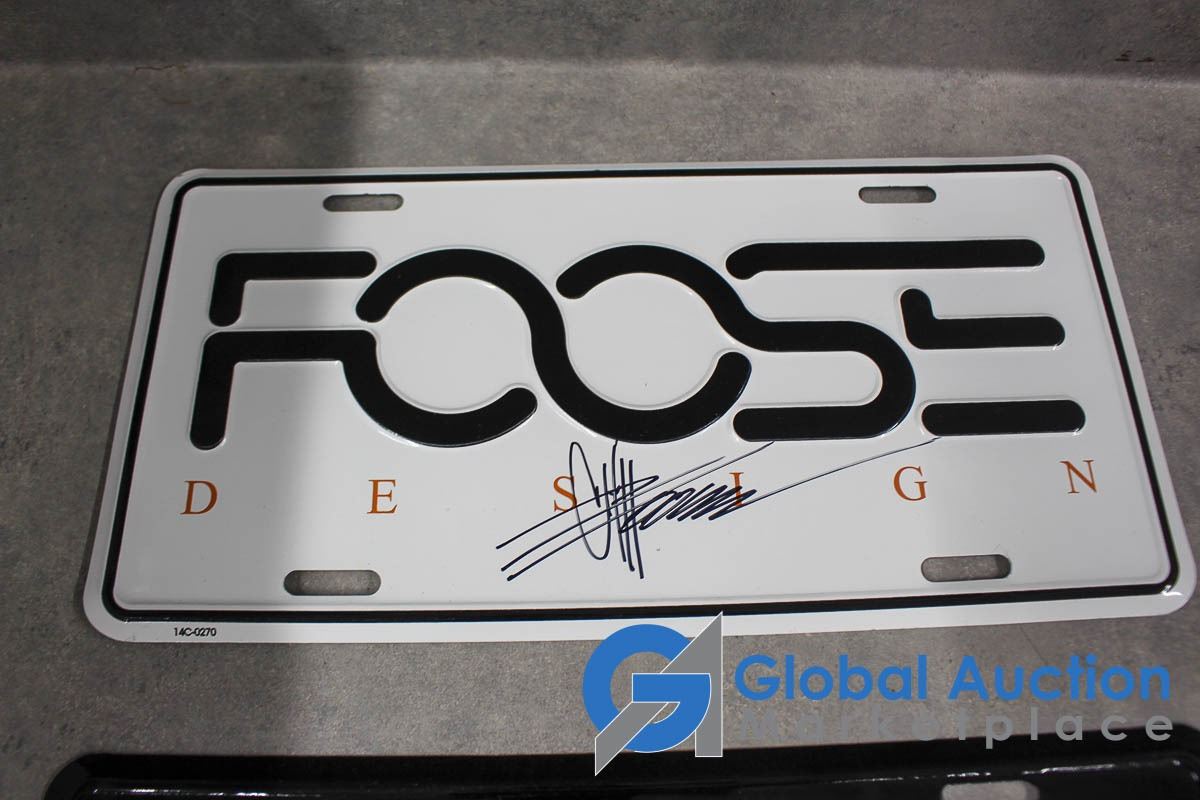 FOOSE
DESIGN
14C-0270
Global Auction
Marketplace